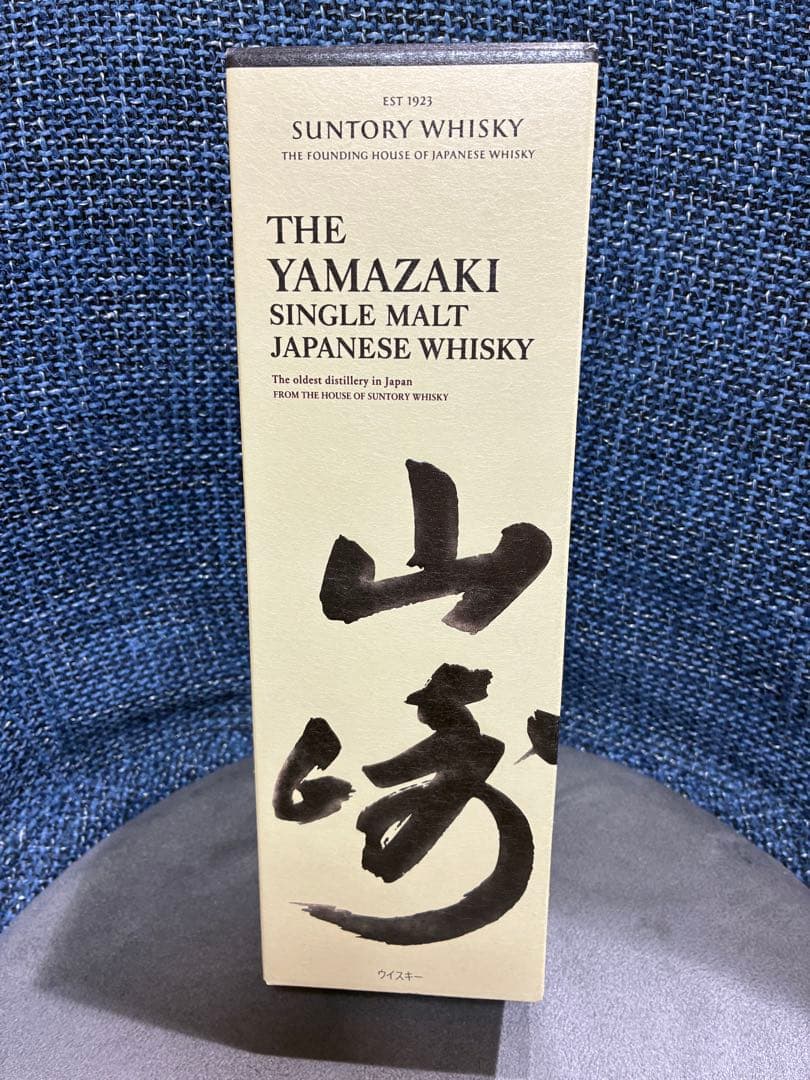 EST 1923
SUNTORY WHISKY
THE FOUNDING HOUSE OF JAPANESE WHISKY
THE
YAMAZAKI
SINGLE MALT
JAPANESE WHISKY
The oldest distillery in Japan
FROM THE HOUSE OF SUNTORY WHISKY
山
崎
ウイスキー